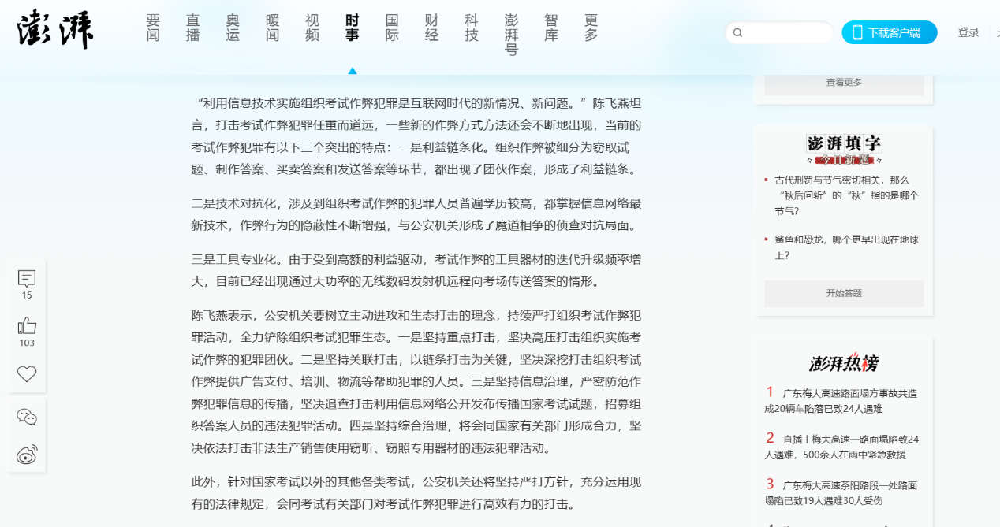 澎湃
要闻
直播
奥运
暖闻
视频
时事
国际
财经
科技
澎湃号
智库
更多
下载客户端
登录
“利用信息技术实施组织考试作弊犯罪是互联网时代的新情况、新问题。”陈飞燕坦
言，打击考试作弊犯罪任重而道远，一些新的作弊方式方法还会不断地出现，当前的
考试作弊犯罪有以下三个突出的特点：一是利益链条化。组织作弊被细分为窃取试
题、制作答案、买卖答案和发送答案等环节，都出现了团伙作案，形成了利益链条。
二是技术对抗化，涉及到组织考试作弊的犯罪人员普遍学历较高，都掌握信息网络最
新技术，作弊行为的隐蔽性不断增强，与公安机关形成了魔道相争的侦查对抗局面。
三是工具专业化。由于受到高额的利益驱动，考试作弊的工具器材的迭代升级频率增
大，目前已经出现通过大功率的无线数码发射机远程向考场传送答案的情形。
陈飞燕表示，公安机关要树立主动进攻和生态打击的理念，持续严打组织考试作弊犯
罪活动，全力铲除组织考试犯罪生态。一是坚持重点打击，坚决高压打击组织实施考
试作弊的犯罪团伙。二是坚持关联打击，以链条打击为关键，坚决深挖打击组织考试
作弊提供广告支付、培训、物流等帮助犯罪的人员。三是坚持信息治理，严密防范作
弊犯罪信息的传播，坚决追查打击利用信息网络公开发布传播国家考试试题，招募组
织答案人员的违法犯罪活动。四是坚持综合治理，将会同国家有关部门形成合力，坚
决依法打击非法生产销售使用窃听、窃照专用器材的违法犯罪活动。
此外，针对国家考试以外的其他各类考试，公安机关还将坚持严打方针，充分运用现
有的法律规定，会同考试有关部门对考试作弊犯罪进行高效有力的打击。
15
103
查看更多
澎湃填字
今日新题
古代刑罚与节气密切相关，那么
“秋后问斩”的“秋”指的是哪个
节气？
鲨鱼和恐龙，哪个更早出现在地球
上？
开始答题
澎湃热榜
1 广东梅大高速路面塌方事故共造
成20辆车陷落已致24人遇难
2 直播丨梅大高速一路面塌陷致24
人遇难，500余人在雨中紧急救援
3 广东梅大高速茶阳路段一处路面
塌陷已致19人遇难30人受伤